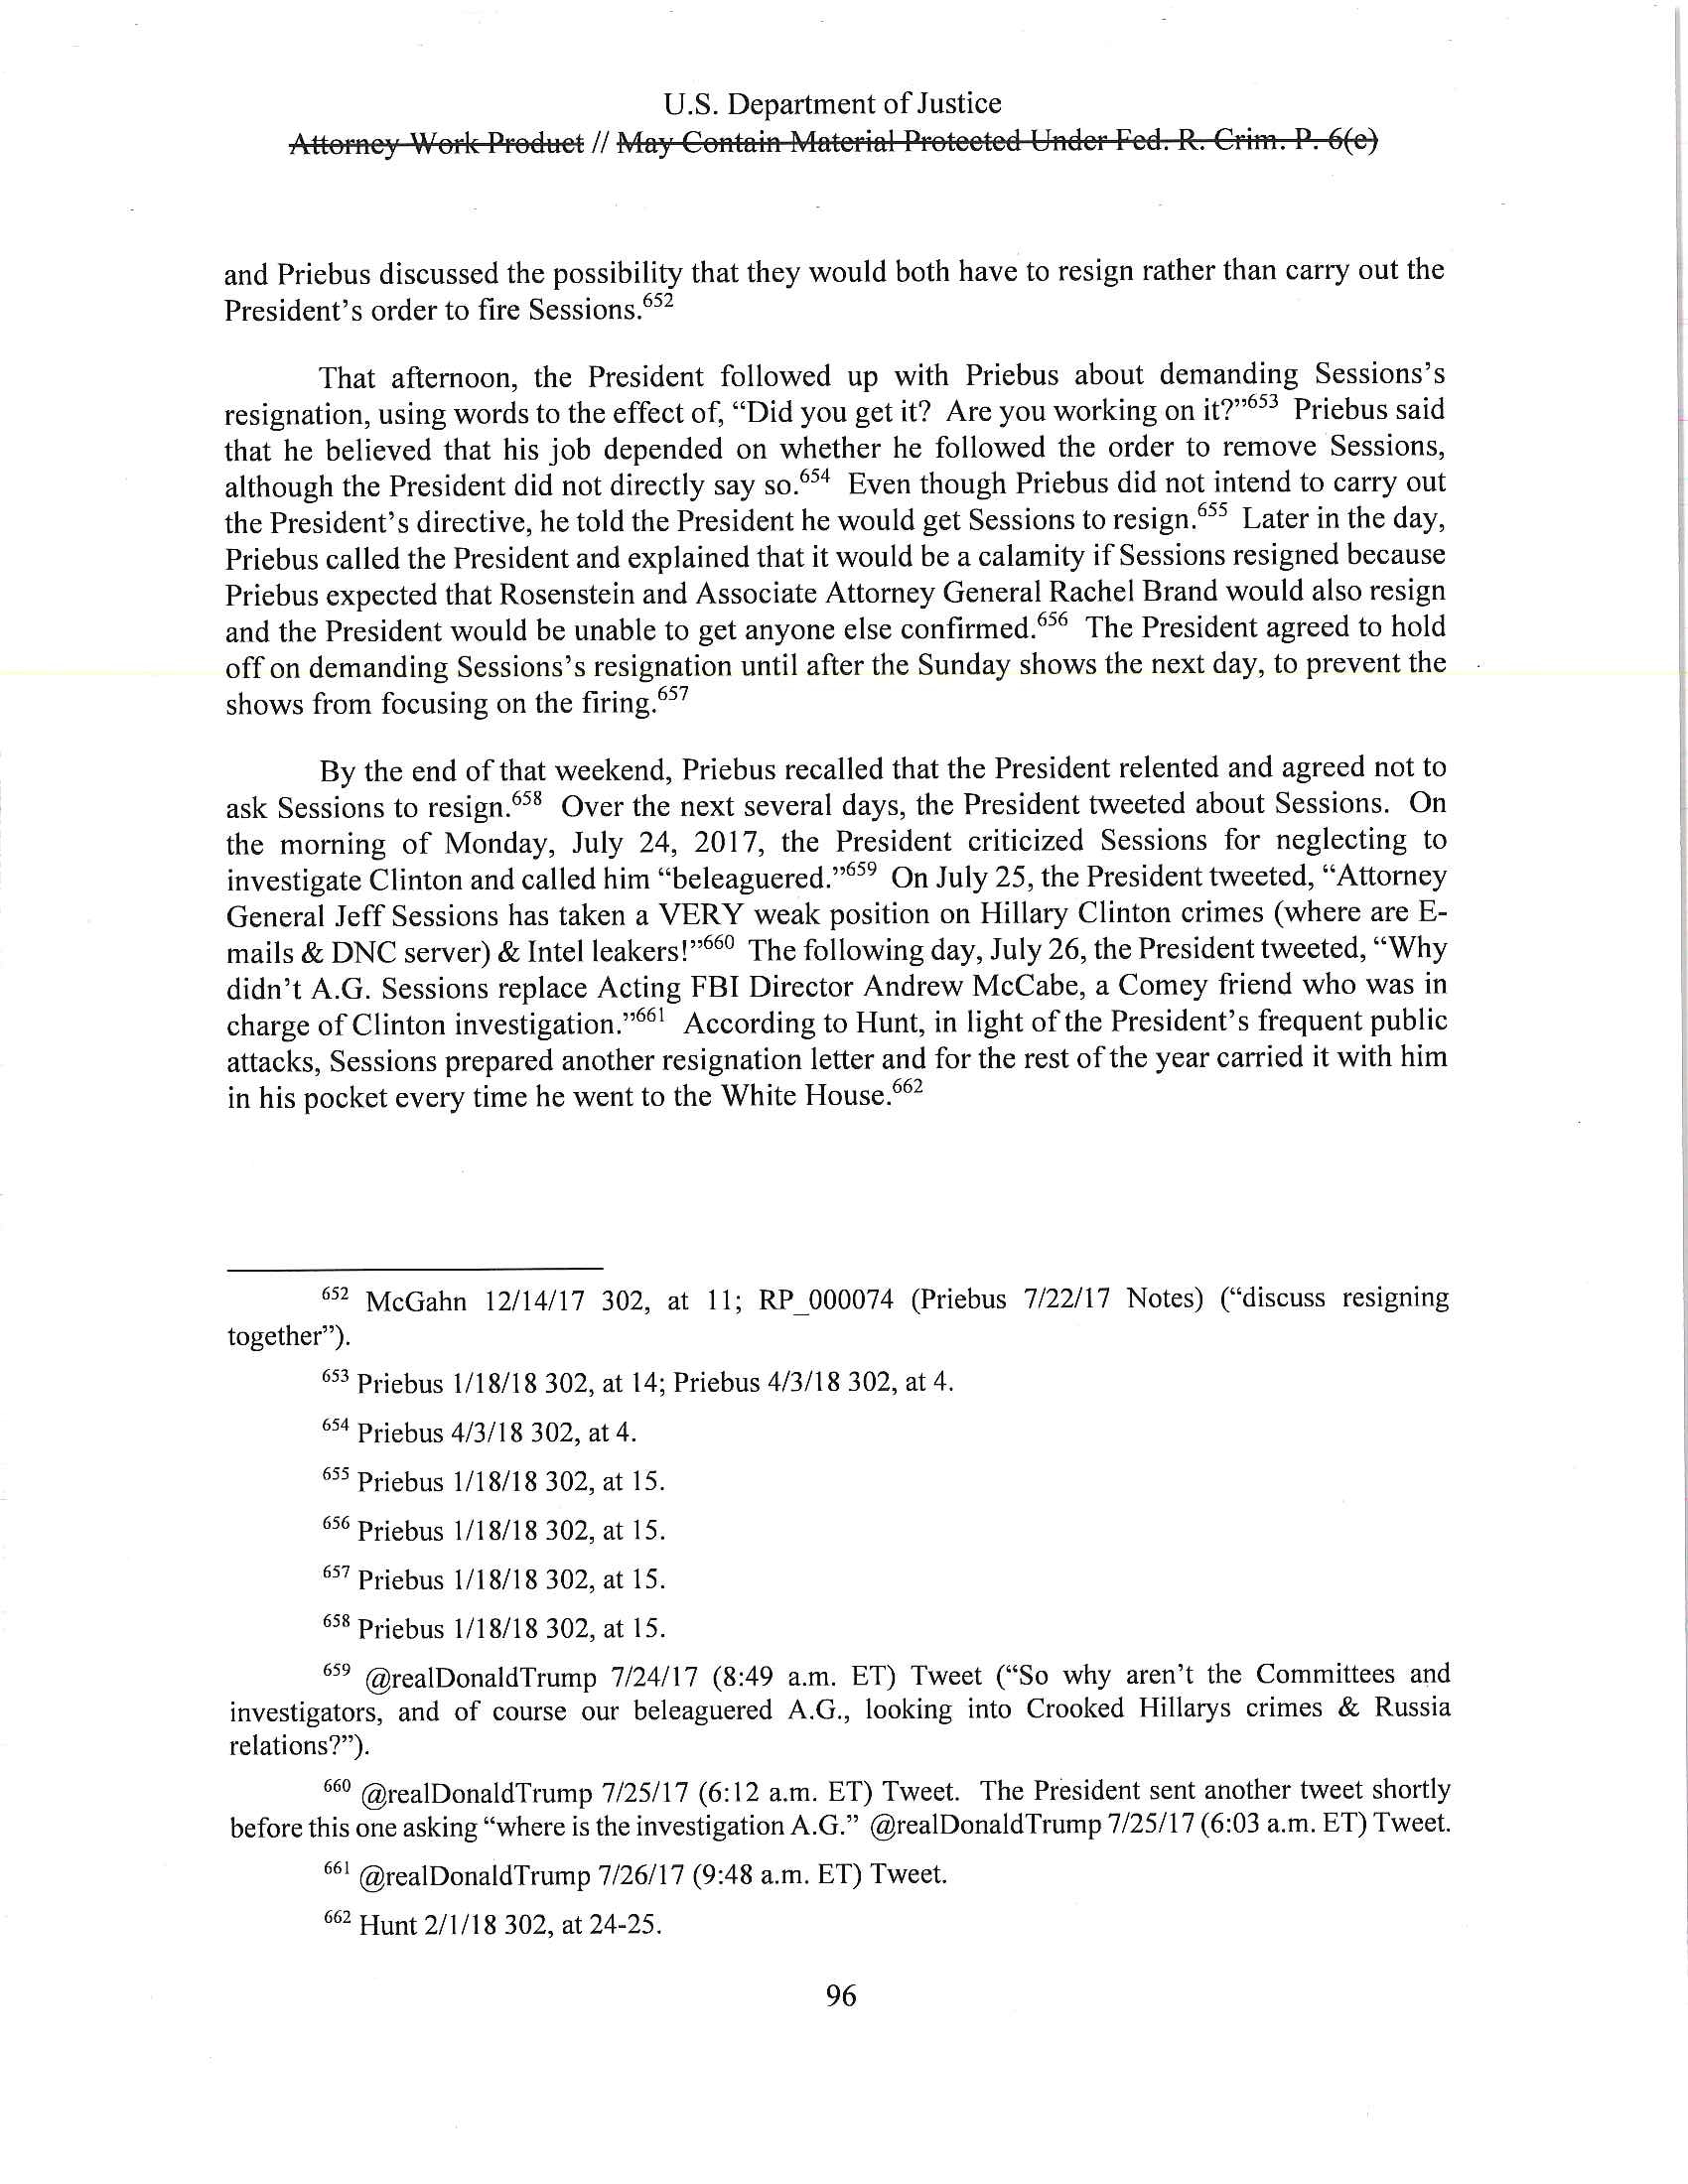 U.S. Department of Justice
Attorney Work Product // May Contain Material Protected Under Fed. R. Crim. P. 6(e)
and Priebus discussed the possibility that they would both have to resign rather than carry out the
President's order to fire Sessions.652
That afternoon, the President followed up with Priebus about demanding Sessions's
resignation, using words to the effect of, “Did you get it? Are you working on it?”653 Priebus said
that he believed that his job depended on whether he followed the order to remove Sessions,
although the President did not directly say so.654 Even though Priebus did not intend to carry out
the President's directive, he told the President he would get Sessions to resign.655 Later in the day,
Priebus called the President and explained that it would be a calamity if Sessions resigned because
Priebus expected that Rosenstein and Associate Attorney General Rachel Brand would also resign
and the President would be unable to get anyone else confirmed.656 The President agreed to hold
off on demanding Sessions's resignation until after the Sunday shows the next day, to prevent the
shows from focusing on the firing.657
By the end of that weekend, Priebus recalled that the President relented and agreed not to
ask Sessions to resign.658 Over the next several days, the President tweeted about Sessions. On
the morning of Monday, July 24, 2017, the President criticized Sessions for neglecting to
investigate Clinton and called him “beleaguered.”659 On July 25, the President tweeted, “Attorney
General Jeff Sessions has taken a VERY weak position on Hillary Clinton crimes (where are E-
mails & DNC server) & Intel leakers!”660 The following day, July 26, the President tweeted, “Why
didn't A.G. Sessions replace Acting FBI Director Andrew McCabe, a Comey friend who was in
charge of Clinton investigation.”661 According to Hunt, in light of the President's frequent public
attacks, Sessions prepared another resignation letter and for the rest of the year carried it with him
in his pocket every time he went to the White House.662
652 McGahn 12/14/17 302, at 11; RP_000074 (Priebus 7/22/17 Notes) (“discuss resigning
together”).
653 Priebus 1/18/18 302, at 14; Priebus 4/3/18 302, at 4.
654 Priebus 4/3/18 302, at 4.
655 Priebus 1/18/18 302, at 15.
656 Priebus 1/18/18 302, at 15.
657 Priebus 1/18/18 302, at 15.
658 Priebus 1/18/18 302, at 15.
659 @realDonaldTrump 7/24/17 (8:49 a.m. ET) Tweet (“So why aren't the Committees and
investigators, and of course our beleaguered A.G., looking into Crooked Hillarys crimes & Russia
relations?”).
660 @realDonaldTrump 7/25/17 (6:12 a.m. ET) Tweet. The President sent another tweet shortly
before this one asking “where is the investigation A.G.” @realDonaldTrump 7/25/17 (6:03 a.m. ET) Tweet.
661 @realDonaldTrump 7/26/17 (9:48 a.m. ET) Tweet.
662 Hunt 2/1/18 302, at 24-25.
96